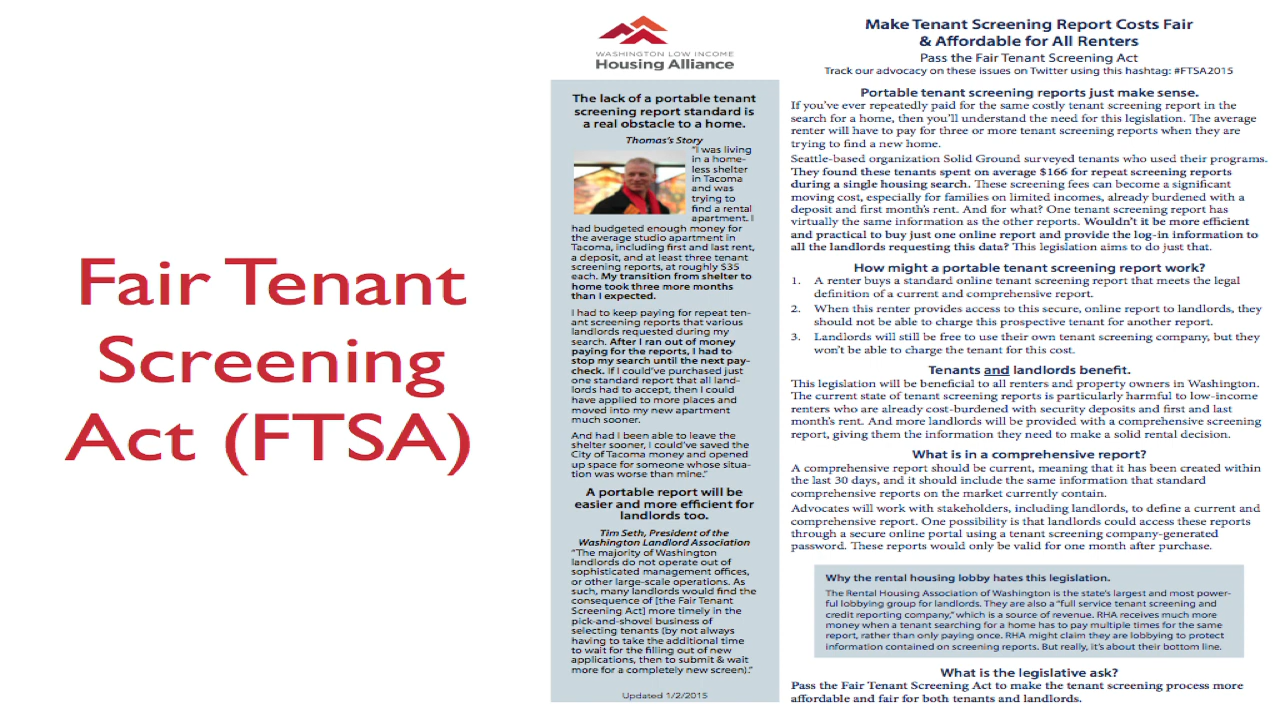 Fair Tenant
Screening
Act (FTSA)
WASHINGTON LOW INCOME
Housing Alliance
The lack of a portable tenant
screening report standard is
a real obstacle to a home.
Thomas's Story
"I was living
in a home-
less shelter
in Tacoma
and was
trying to
find a rental
apartment. I
had budgeted enough money for
the average studio apartment in
Tacoma, including first and last rent,
a deposit, and at least three tenant
screening reports, at roughly $35
each. My transition from shelter to
home took three more months
than I expected.
I had to keep paying for repeat ten-
ant screening reports that various
landlords requested during my
search. After I ran out of money
paying for the reports, I had to
stop my search until the next pay-
check. If I could've purchased just
one standard report that all land-
lords had to accept, then I could
have applied to more places and
moved into my new apartment
much sooner.
And had I been able to leave the
shelter sooner, I could've saved the
City of Tacoma money and opened
up space for someone whose situa-
tion was worse than mine."
A portable report will be
easier and more efficient for
landlords too.
Tim Seth, President of the
Washington Landlord Association
"The majority of Washington
landlords do not operate out of
sophisticated management offices,
or other large-scale operations. As
such, many landlords would find the
consequence of [the Fair Tenant
Screening Act] more timely in the
pick-and-shovel business of
selecting tenants (by not always
having to take the additional time
to wait for the filling out of new
applications, then to submit & wait
more for a completely new screen)."
Updated 1/2/2015
Make Tenant Screening Report Costs Fair
& Affordable for All Renters
Pass the Fair Tenant Screening Act
Track our advocacy on these issues on Twitter using this hashtag: #FTSA2015
Portable tenant screening reports just make sense.
If you've ever repeatedly paid for the same costly tenant screening report in the
search for a home, then you'll understand the need for this legislation. The average
renter will have to pay for three or more tenant screening reports when they are
trying to find a new home.
Seattle-based organization Solid Ground surveyed tenants who used their programs.
They found these tenants spent on average $166 for repeat screening reports
during a single housing search. These screening fees can become a significant
moving cost, especially for families on limited incomes, already burdened with a
deposit and first month's rent. And for what? One tenant screening report has
virtually the same information as the other reports. Wouldn't it be more efficient
and practical to buy just one online report and provide the log-in information to
all the landlords requesting this data? This legislation aims to do just that.
How might a portable tenant screening report work?
1. A renter buys a standard online tenant screening report that meets the legal
definition of a current and comprehensive report.
2. When this renter provides access to this secure, online report to landlords, they
should not be able to charge this prospective tenant for another report.
3. Landlords will still be free to use their own tenant screening company, but they
won't be able to charge the tenant for this cost.
Tenants and landlords benefit.
This legislation will be beneficial to all renters and property owners in Washington.
The current state of tenant screening reports is particularly harmful to low-income
renters who are already cost-burdened with security deposits and first and last
month's rent. And more landlords will be provided with a comprehensive screening
report, giving them the information they need to make a solid rental decision.
What is in a comprehensive report?
A comprehensive report should be current, meaning that it has been created within
the last 30 days, and it should include the same information that standard
comprehensive reports on the market currently contain.
Advocates will work with stakeholders, including landlords, to define a current and
comprehensive report. One possibility is that landlords could access these reports
through a secure online portal using a tenant screening company-generated
password. These reports would only be valid for one month after purchase.
Why the rental housing lobby hates this legislation.
The Rental Housing Association of Washington is the state's largest and most power-
ful lobbying group for landlords. They are also a "full service tenant screening and
credit reporting company," which is a source of revenue. RHA receives much more
money when a tenant searching for a home has to pay multiple times for the same
report, rather than only paying once. RHA might claim they are lobbying to protect
information contained on screening reports. But really, it's about their bottom line.
What is the legislative ask?
Pass the Fair Tenant Screening Act to make the tenant screening process more
affordable and fair for both tenants and landlords.